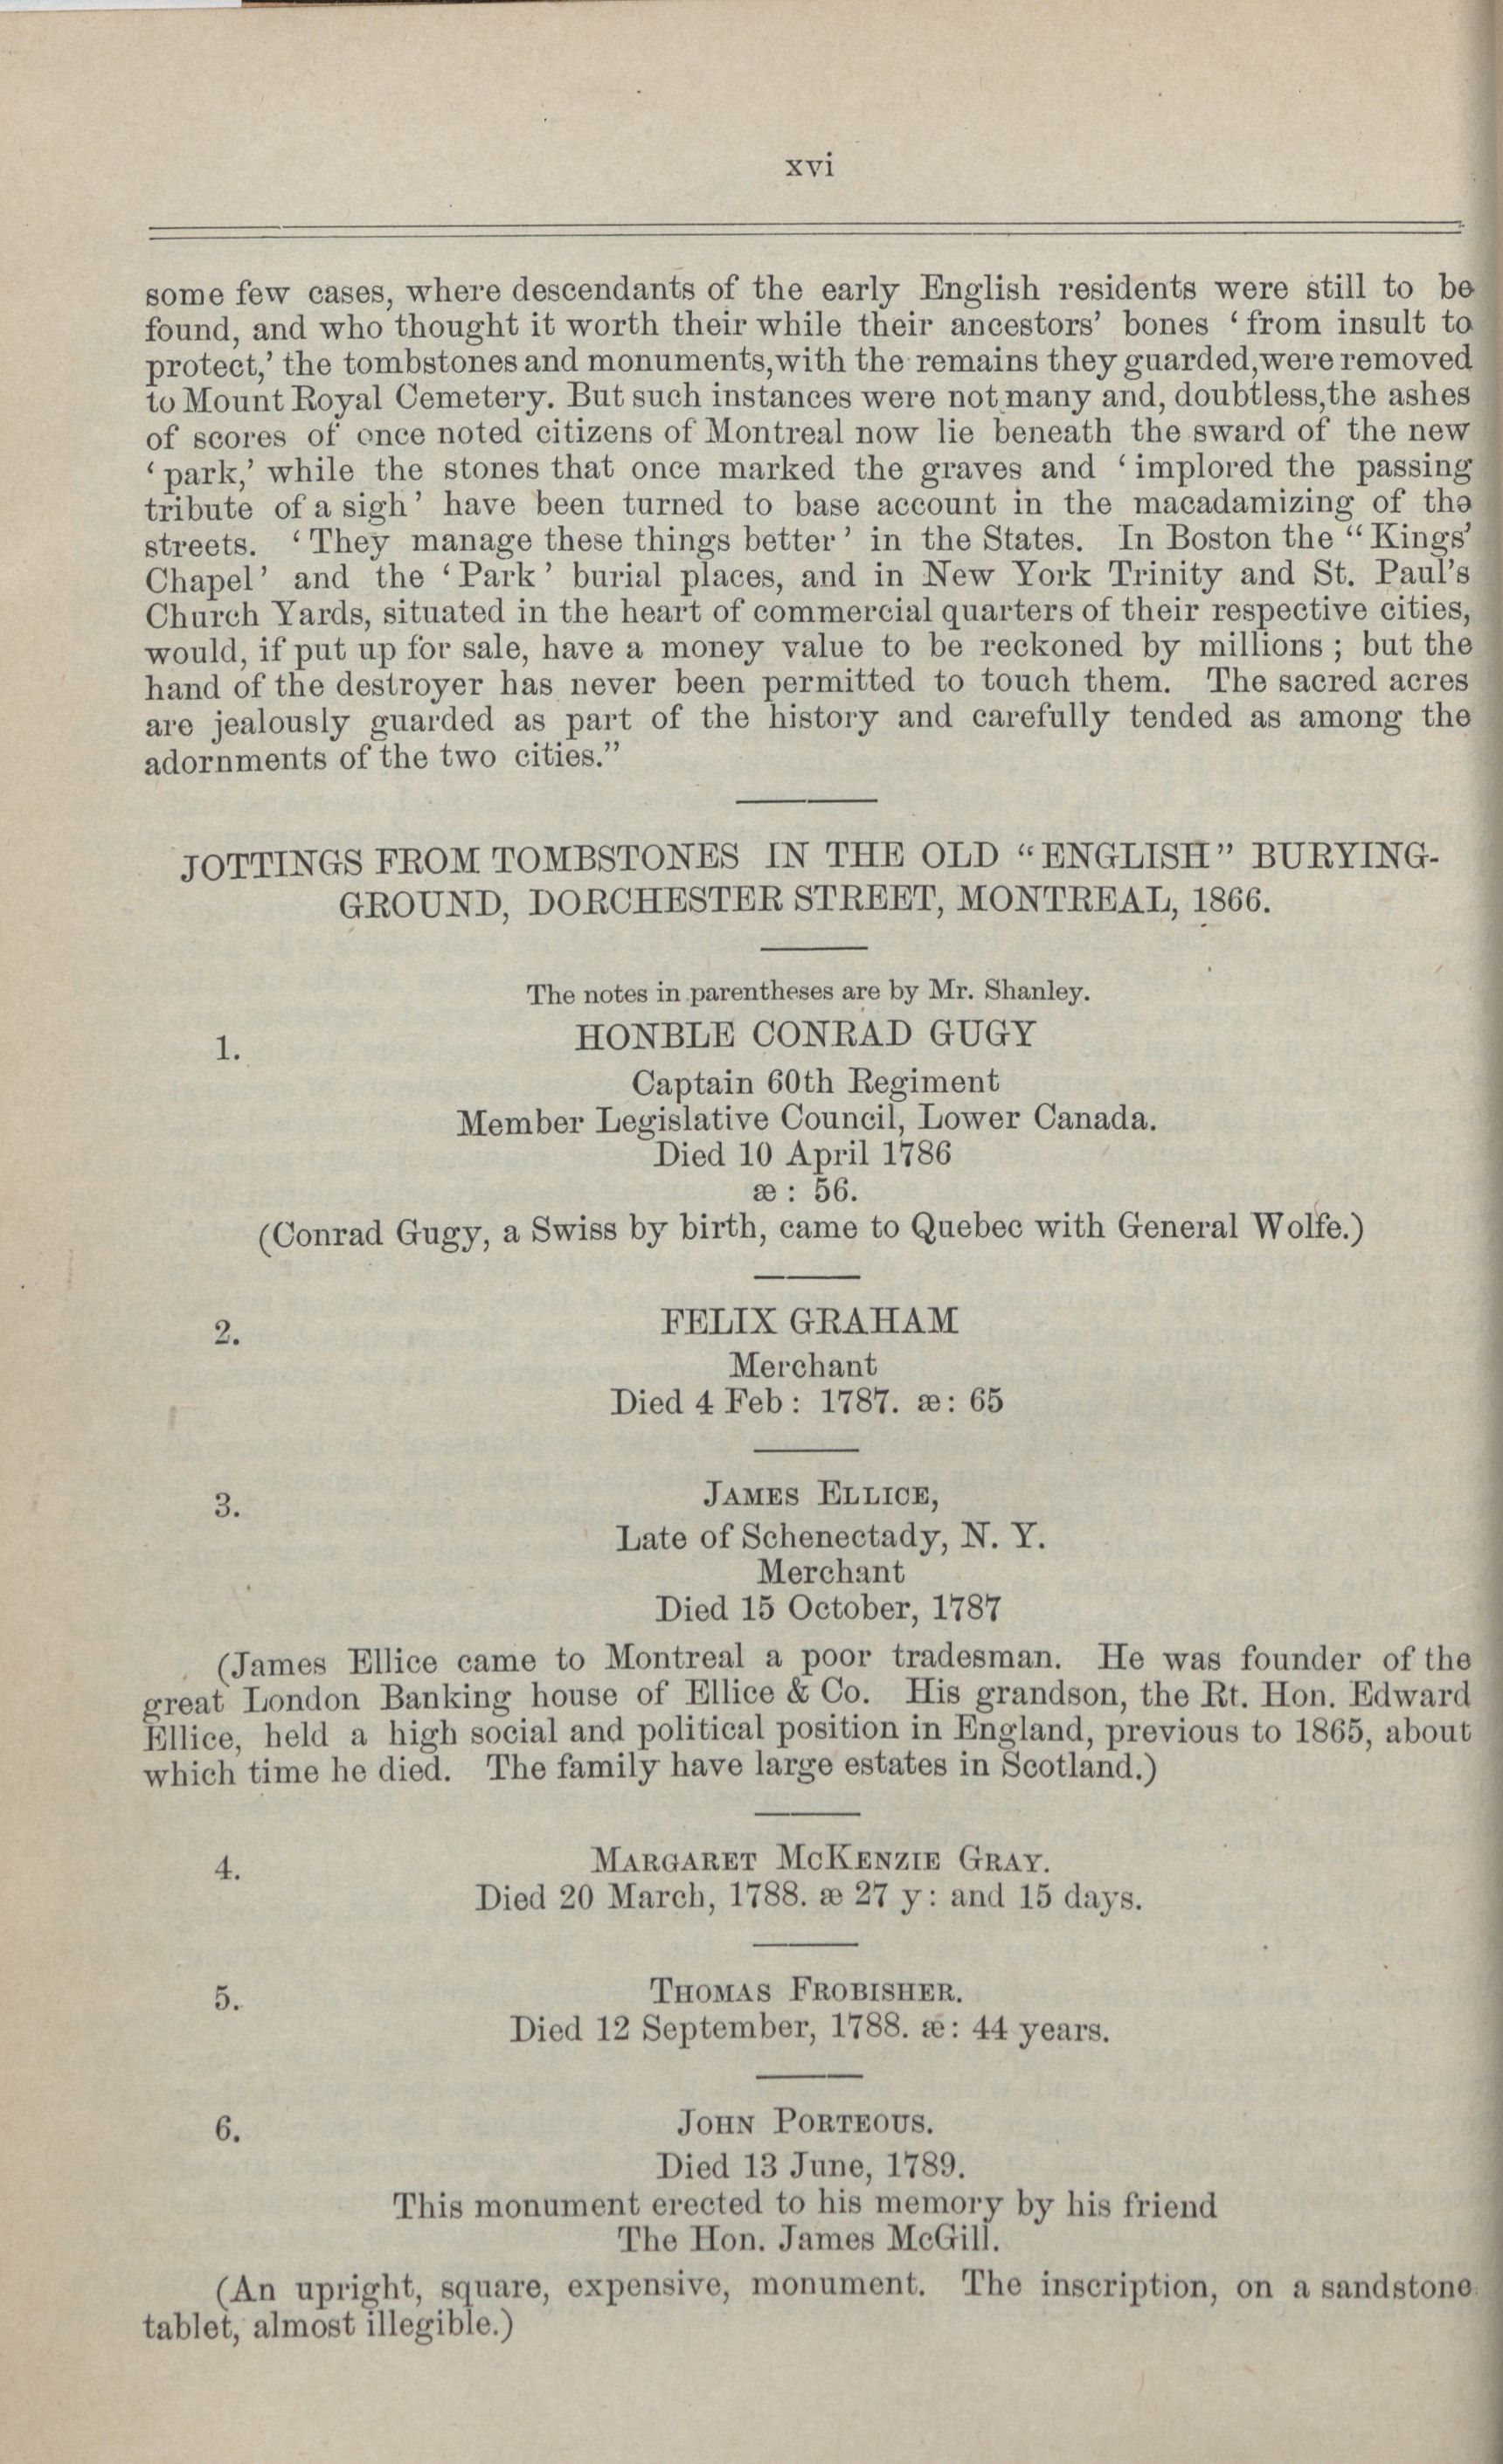 xvi
some few cases, where descendants of the early English residents were still to be
found, and who thought it worth their while their ancestors' bones ‘from insult to
protect,’ the tombstones and monuments, with the remains they guarded, were removed
to Mount Royal Cemetery. But such instances were not many and, doubtless, the ashes
of scores of once noted citizens of Montreal now lie beneath the sward of the new
‘park,’ while the stones that once marked the graves and ‘implored the passing
tribute of a sigh’ have been turned to base account in the macadamizing of the
streets. ‘They manage these things better’ in the States. In Boston the “Kings’
Chapel’ and the ‘Park’ burial places, and in New York Trinity and St. Paul's
Church Yards, situated in the heart of commercial quarters of their respective cities,
would, if put up for sale, have a money value to be reckoned by millions ; but the
hand of the destroyer has never been permitted to touch them. The sacred acres
are jealously guarded as part of the history and carefully tended as among the
adornments of the two cities.”
JOTTINGS FROM TOMBSTONES IN THE OLD “ENGLISH” BURYING-
GROUND, DORCHESTER STREET, MONTREAL, 1866.
The notes in parentheses are by Mr. Shanley.
1. HONBLE CONRAD GUGY
Captain 60th Regiment
Member Legislative Council, Lower Canada.
Died 10 April 1786
æ : 56.
(Conrad Gugy, a Swiss by birth, came to Quebec with General Wolfe.)
2. FELIX GRAHAM
Merchant
Died 4 Feb : 1787. æ: 65
3. JAMES ELLICE,
Late of Schenectady, N. Y.
Merchant
Died 15 October, 1787
(James Ellice came to Montreal a poor tradesman. He was founder of the
great London Banking house of Ellice & Co. His grandson, the Rt. Hon. Edward
Ellice, held a high social and political position in England, previous to 1865, about
which time he died. The family have large estates in Scotland.)
4. MARGARET MCKENZIE GRAY.
Died 20 March, 1788. æ 27 y: and 15 days.
5. THOMAS FROBISHER.
Died 12 September, 1788. æ: 44 years.
6. JOHN PORTEOUS.
Died 13 June, 1789.
This monument erected to his memory by his friend
The Hon. James McGill.
(An upright, square, expensive, monument. The inscription, on a sandstone
tablet, almost illegible.)